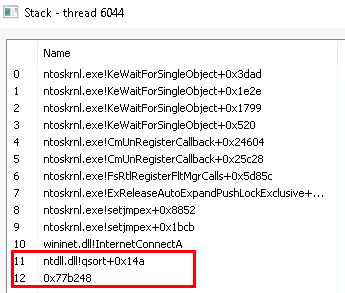 Stack - thread 6044
Name
0 ntoskrnl.exe!KeWaitForSingleObject+0x3dad
1 ntoskrnl.exe!KeWaitForSingleObject+0x1e2e
2 ntoskrnl.exe!KeWaitForSingleObject+0x1799
3 ntoskrnl.exe!KeWaitForSingleObject+0x520
4 ntoskrnl.exe!CmUnRegisterCallback+0x24604
5 ntoskrnl.exe!CmUnRegisterCallback+0x25c28
6 ntoskrnl.exe!FsRtlRegisterFltMgrCalls+0x5d85c
7 ntoskrnl.exe!ExReleaseAutoExpandPushLockExclusive+...
8 ntoskrnl.exe!setjmpex+0x8852
9 ntoskrnl.exe!setjmpex+0x1bcb
10 wininet.dll!InternetConnectA
11 ntdll.dll!qsort+0x14a
12 0x77b248